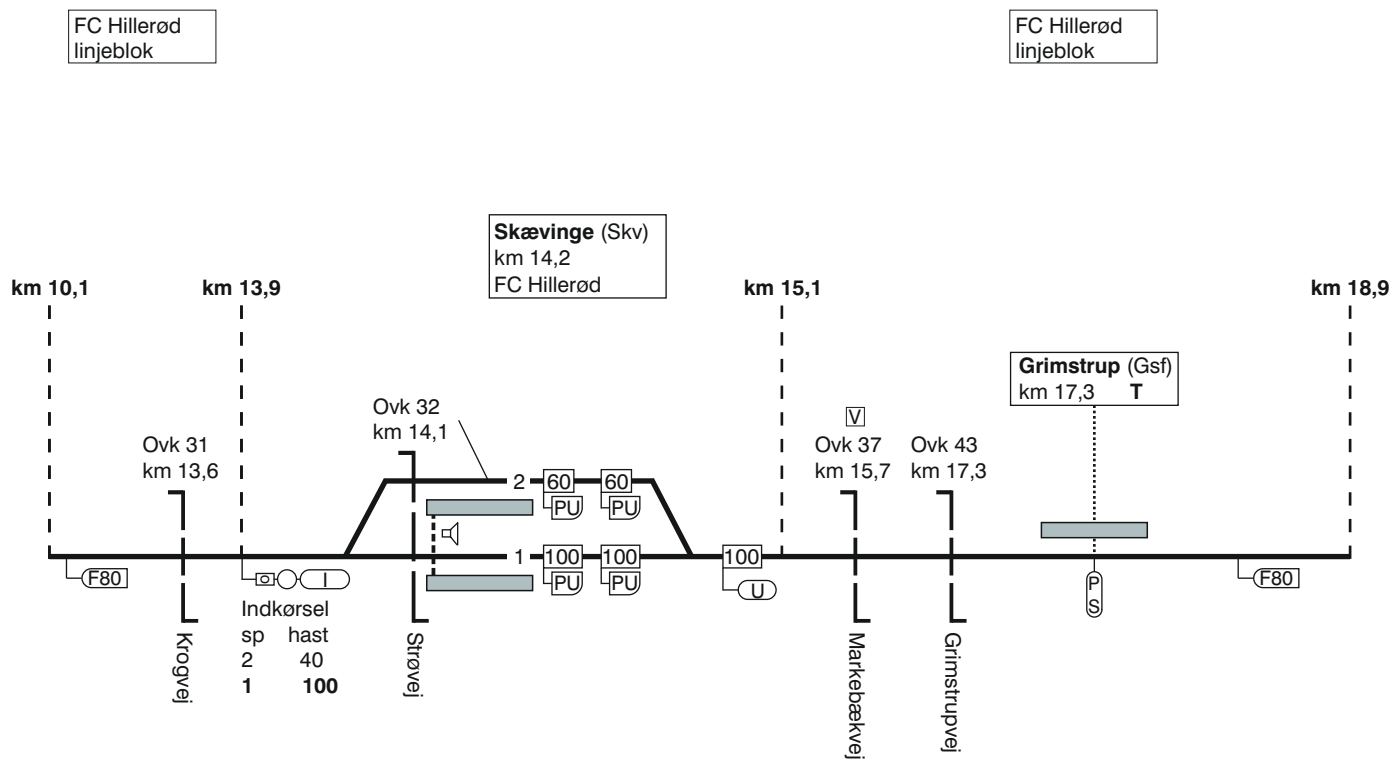 FC Hillerød
linjeblok
FC Hillerød
linjeblok
Skævinge (Skv)
km 14,2
FC Hillerød
km 10,1
km 13,9
km 15,1
km 18,9
Grimstrup (Gsf)
km 17,3 T
Ovk 32
km 14,1
V
Ovk 31
km 13,6
Ovk 37
km 15,7
Ovk 43
km 17,3
2 60 60
PU PU
1 100 100 100
F80
I
PU PU
U
P
S
F80
Indkørsel
sp hast
2 40
1 100
Krogvej
Strøvej
Markebækvej
Grimstrupvej